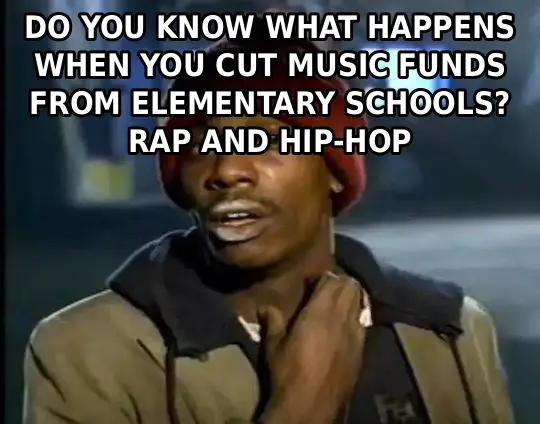 DO YOU KNOW WHAT HAPPENS
WHEN YOU CUT MUSIC FUNDS
FROM ELEMENTARY SCHOOLS?
RAP AND HIP-HOP